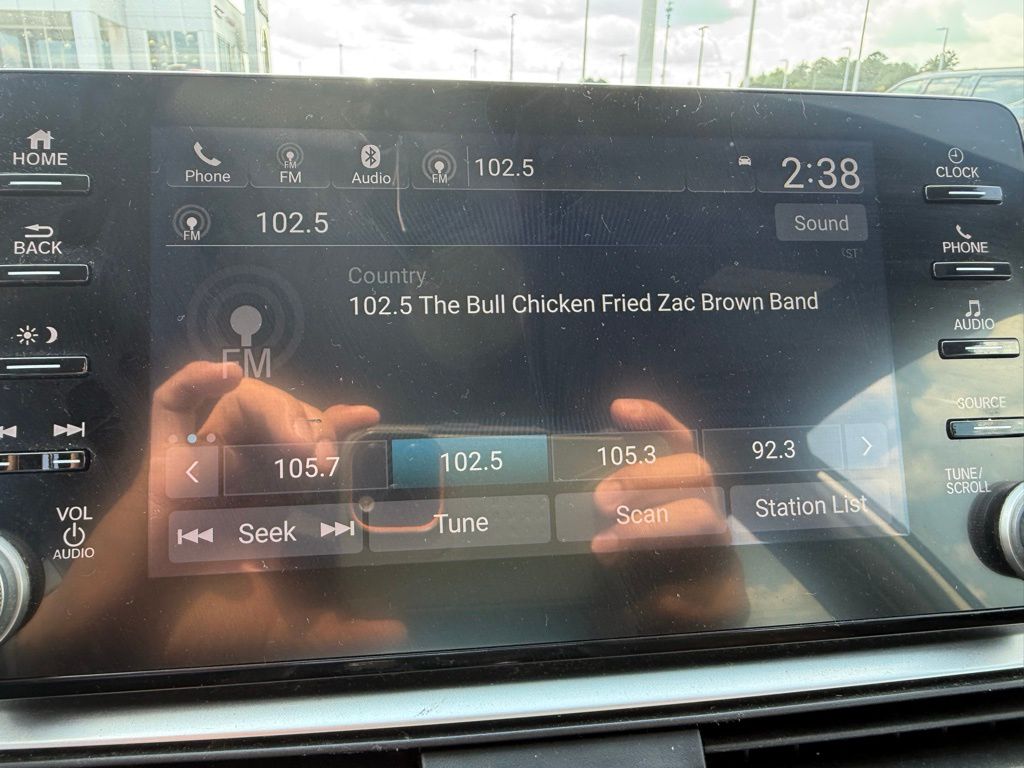 HOME
BACK
VOL
AUDIO
Phone
FM
FM
Audio
FM
102.5
2:38
FM
102.5
Sound
ST
FM
Country
102.5 The Bull Chicken Fried Zac Brown Band
105.7
102.5
105.3
92.3
Seek
Tune
Scan
Station List
CLOCK
PHONE
AUDIO
SOURCE
TUNE/
SCROLL